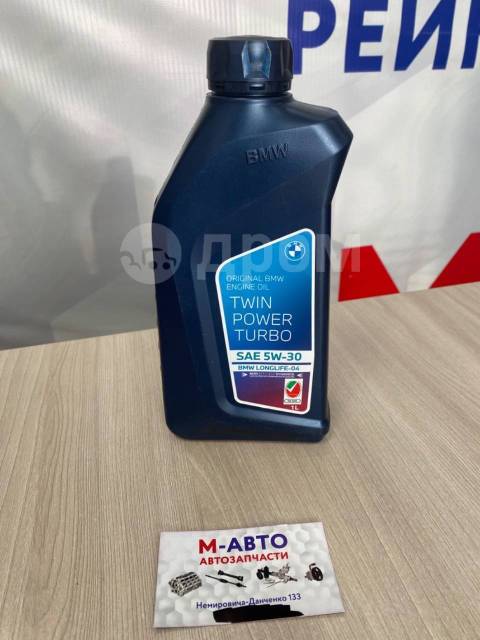 РЕЙ
BMW
ДРОМ
ORIGINAL BMW
ENGINE OIL
TWIN
POWER
TURBO
SAE 5W-30
BMW LONGLIFE-04
1L
М-АВТО
АВТОЗАПЧАСТИ
Немировича-Данченко 133